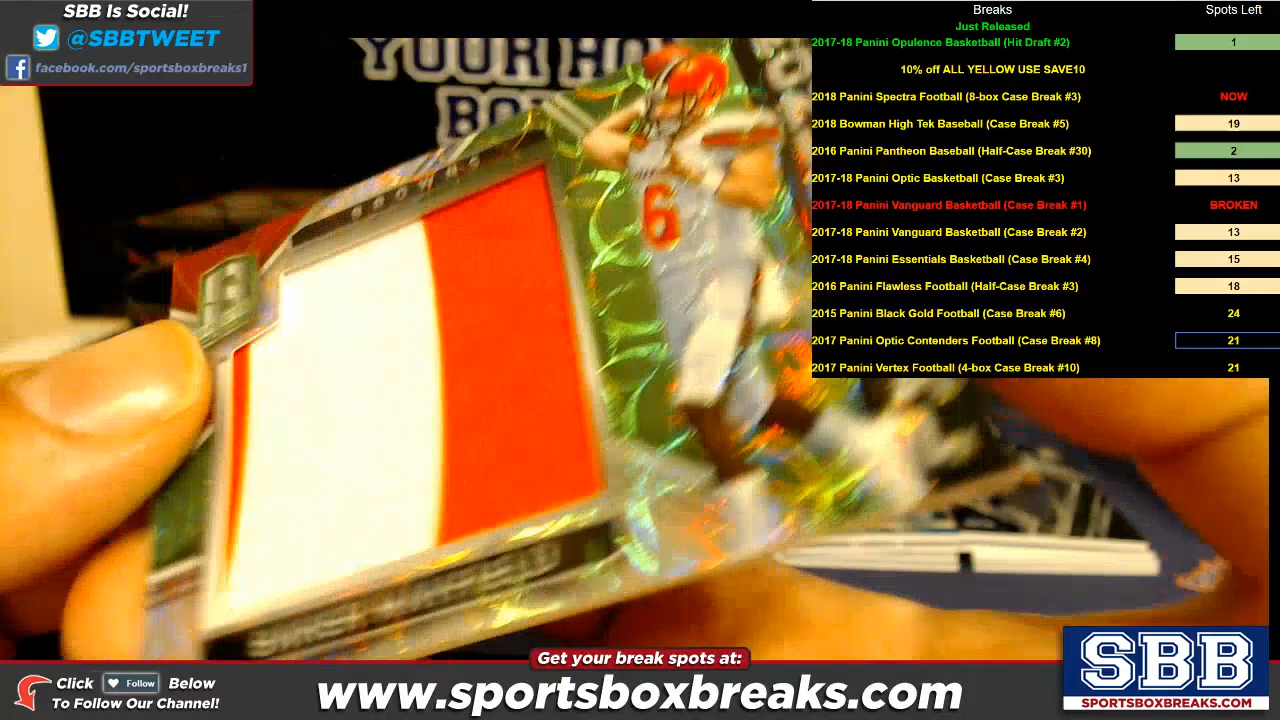 SBB Is Social!
@SBBTWEET
facebook.com/sportsboxbreaks1
YOUR
Breaks Spots Left
Just Released
2017-18 Panini Opulence Basketball (Hit Draft #2) 1
10% off ALL YELLOW USE SAVE10
2018 Panini Spectra Football (8-box Case Break #3) NOW
2018 Bowman High Tek Baseball (Case Break #5) 19
2016 Panini Pantheon Baseball (Half-Case Break #30) 2
2017-18 Panini Optic Basketball (Case Break #3) 13
2017-18 Panini Vanguard Basketball (Case Break #1) BROKEN
2017-18 Panini Vanguard Basketball (Case Break #2) 13
2017-18 Panini Essentials Basketball (Case Break #4) 15
2016 Panini Flawless Football (Half-Case Break #3) 18
2015 Panini Black Gold Football (Case Break #6) 24
2017 Panini Optic Contenders Football (Case Break #8) 21
2017 Panini Vertex Football (4-box Case Break #10) 21
BROWNS
6
Get your break spots at:
Click Follow Below
To Follow Our Channel!
www.sportsboxbreaks.com
SBB
SPORTSBOXBREAKS.COM